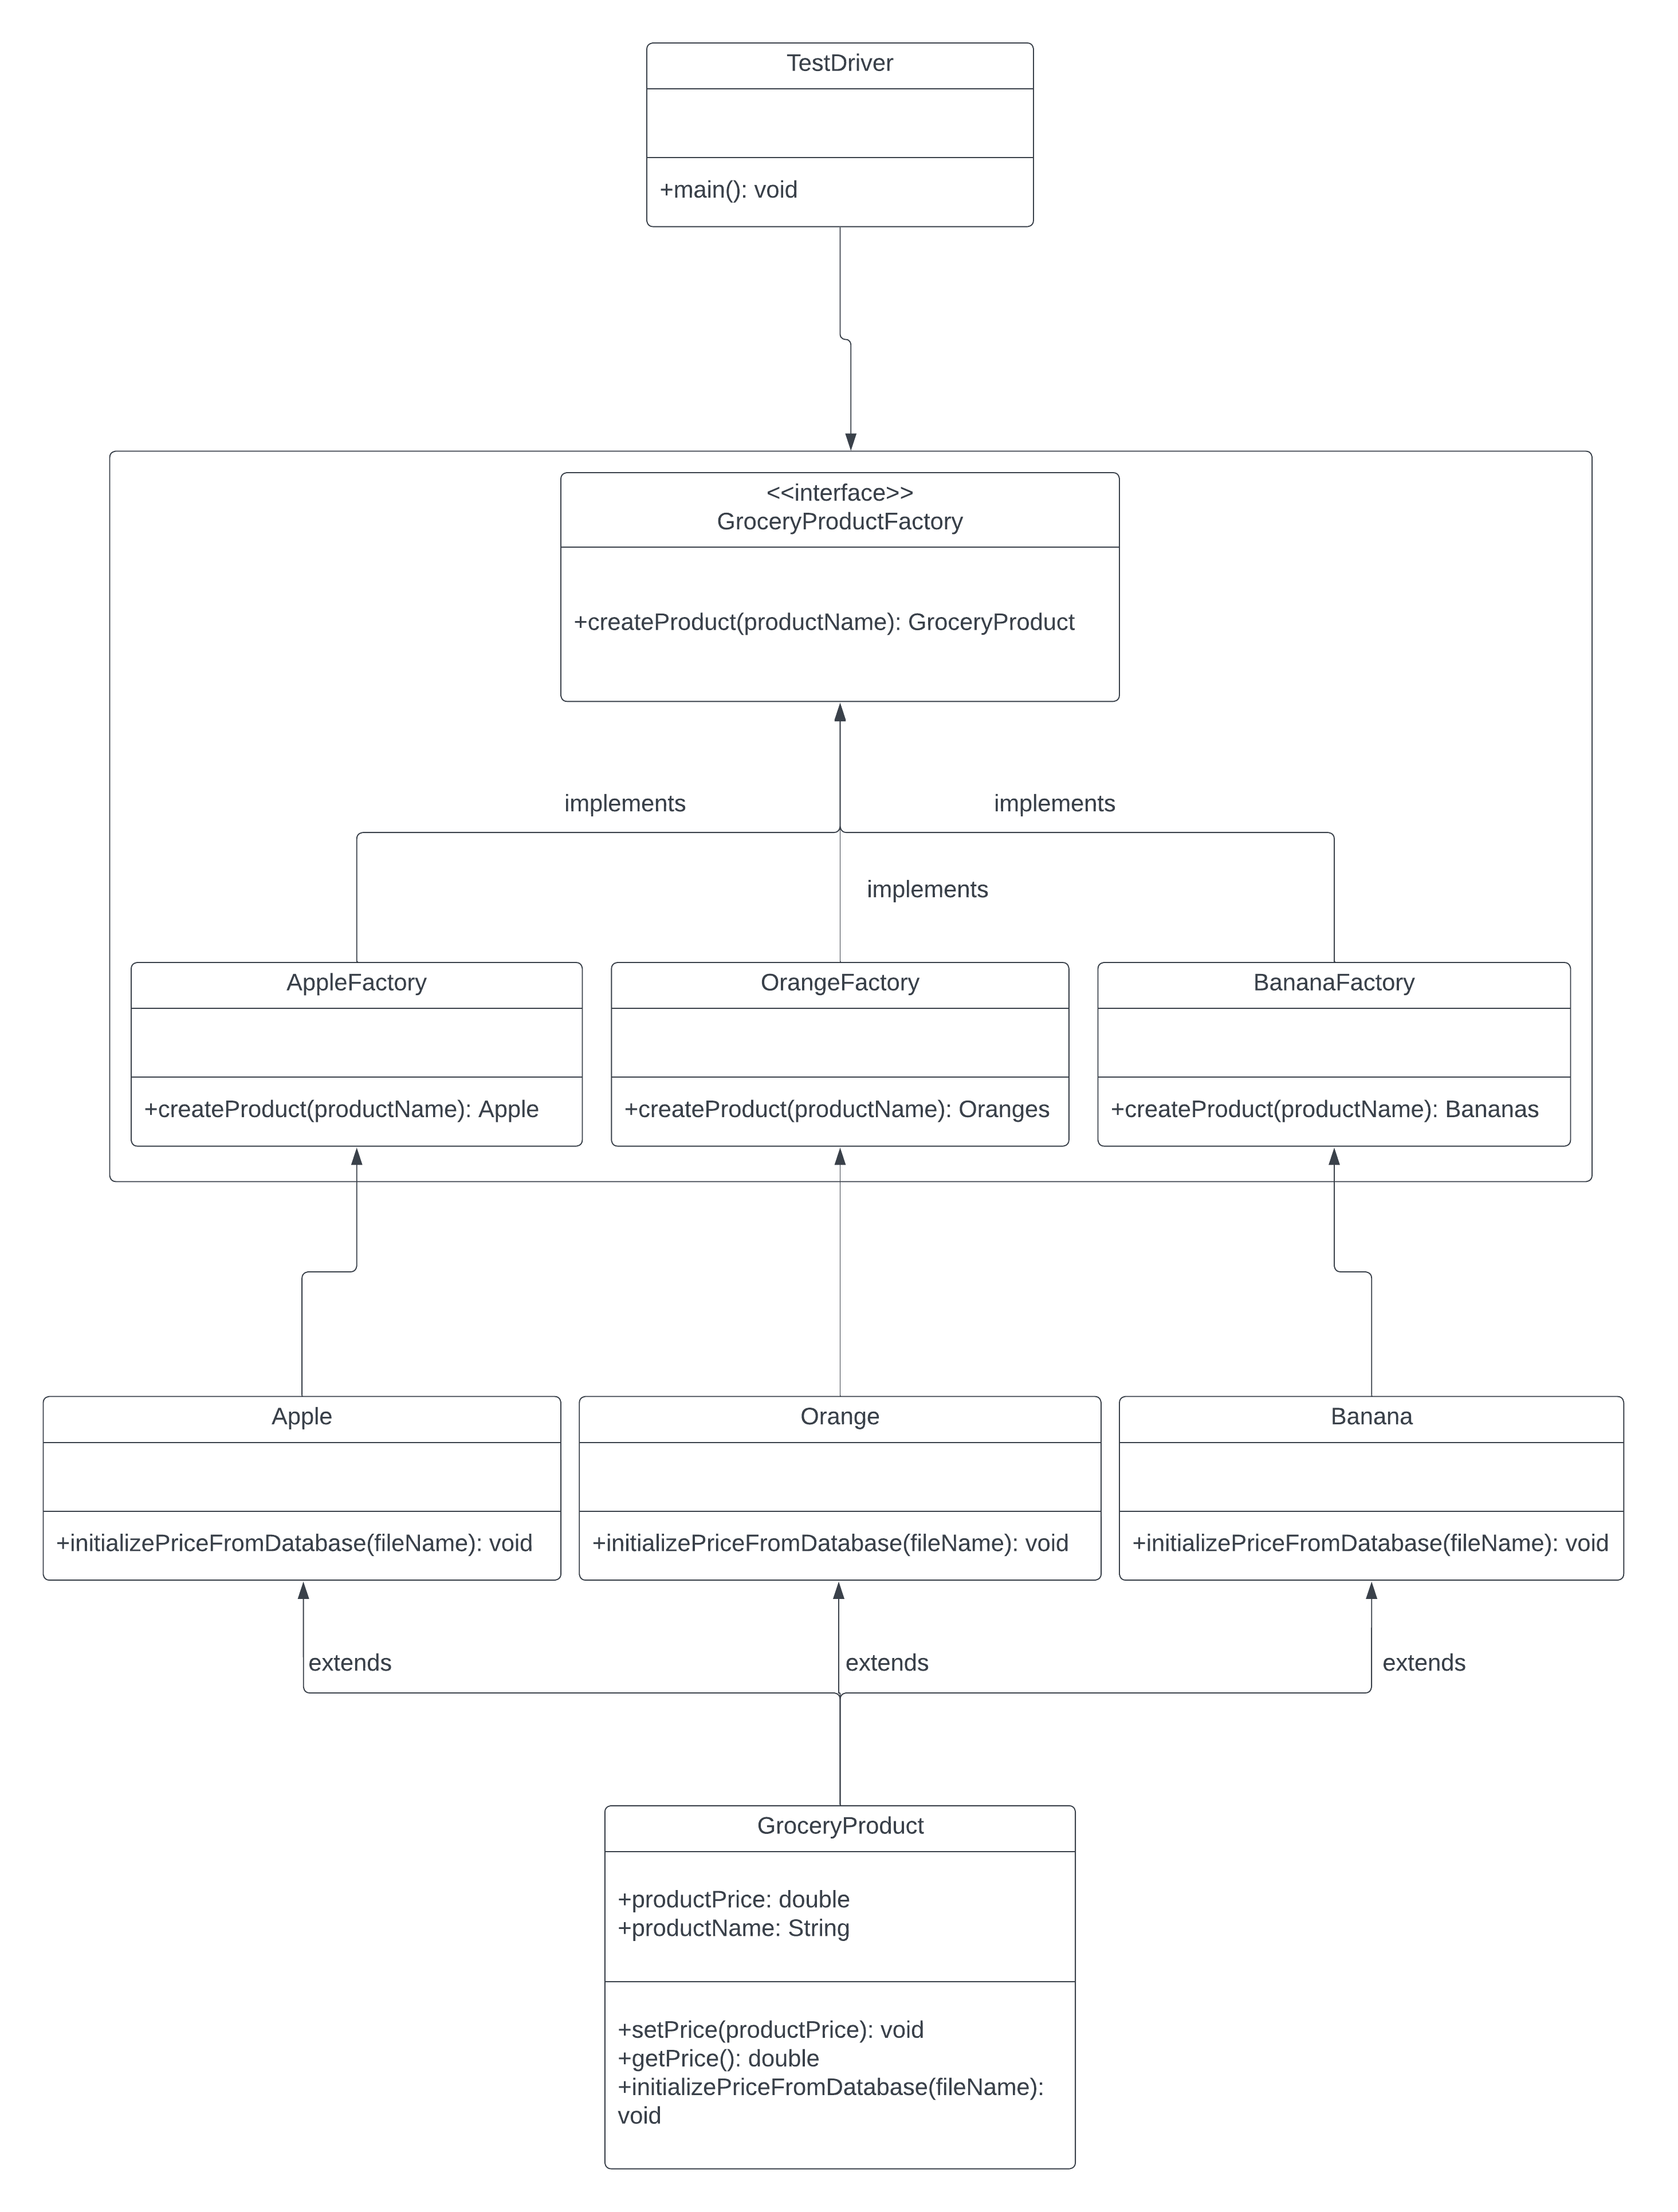 TestDriver
+main(): void
<<interface>>
GroceryProductFactory
+createProduct(productName): GroceryProduct
implements
implements
implements
AppleFactory
+createProduct(productName): Apple
OrangeFactory
+createProduct(productName): Oranges
BananaFactory
+createProduct(productName): Bananas
Apple
+initializePriceFromDatabase(fileName): void
Orange
+initializePriceFromDatabase(fileName): void
Banana
+initializePriceFromDatabase(fileName): void
extends
extends
extends
GroceryProduct
+productPrice: double
+productName: String
+setPrice(productPrice): void
+getPrice(): double
+initializePriceFromDatabase(fileName):
void